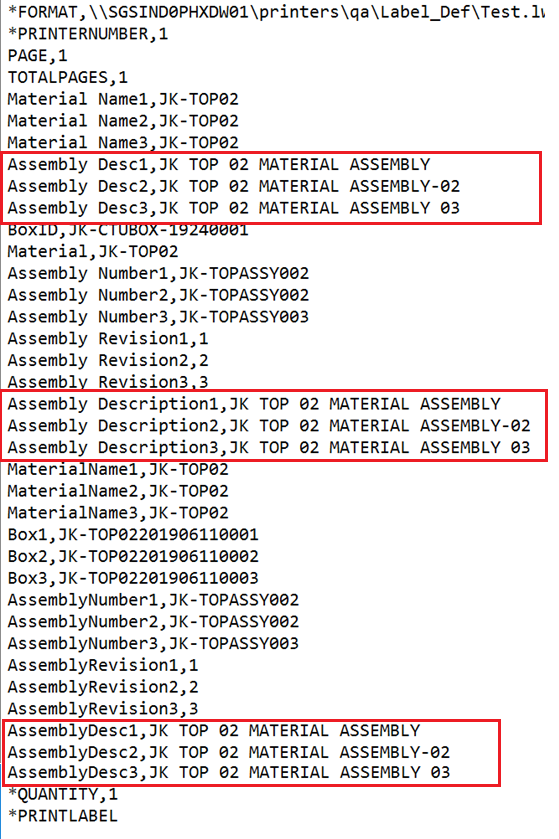 *FORMAT,\\SGSIND0PHXDW01\printers\qa\Label_Def\Test.lw
*PRINTERNUMBER,1
PAGE,1
TOTALPAGES,1
Material Name1,JK-TOP02
Material Name2,JK-TOP02
Material Name3,JK-TOP02
Assembly Desc1,JK TOP 02 MATERIAL ASSEMBLY
Assembly Desc2,JK TOP 02 MATERIAL ASSEMBLY-02
Assembly Desc3,JK TOP 02 MATERIAL ASSEMBLY 03
BoxID,JK-CTUBOX-19240001
Material,JK-TOP02
Assembly Number1,JK-TOPASSY002
Assembly Number2,JK-TOPASSY002
Assembly Number3,JK-TOPASSY003
Assembly Revision1,1
Assembly Revision2,2
Assembly Revision3,3
Assembly Description1,JK TOP 02 MATERIAL ASSEMBLY
Assembly Description2,JK TOP 02 MATERIAL ASSEMBLY-02
Assembly Description3,JK TOP 02 MATERIAL ASSEMBLY 03
MaterialName1,JK-TOP02
MaterialName2,JK-TOP02
MaterialName3,JK-TOP02
Box1,JK-TOP02201906110001
Box2,JK-TOP02201906110002
Box3,JK-TOP02201906110003
AssemblyNumber1,JK-TOPASSY002
AssemblyNumber2,JK-TOPASSY002
AssemblyNumber3,JK-TOPASSY003
AssemblyRevision1,1
AssemblyRevision2,2
AssemblyRevision3,3
AssemblyDesc1,JK TOP 02 MATERIAL ASSEMBLY
AssemblyDesc2,JK TOP 02 MATERIAL ASSEMBLY-02
AssemblyDesc3,JK TOP 02 MATERIAL ASSEMBLY 03
*QUANTITY,1
*PRINTLABEL